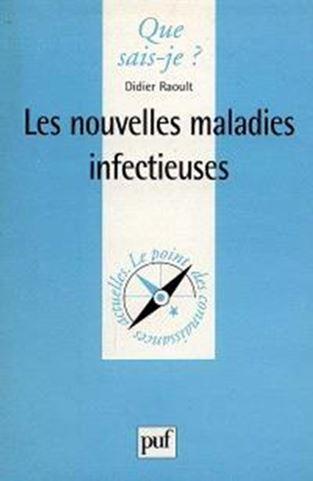 Que
sais-je ?
Didier Raoult
Les nouvelles maladies
infectieuses
Le point des connaissances actuelles.
puf